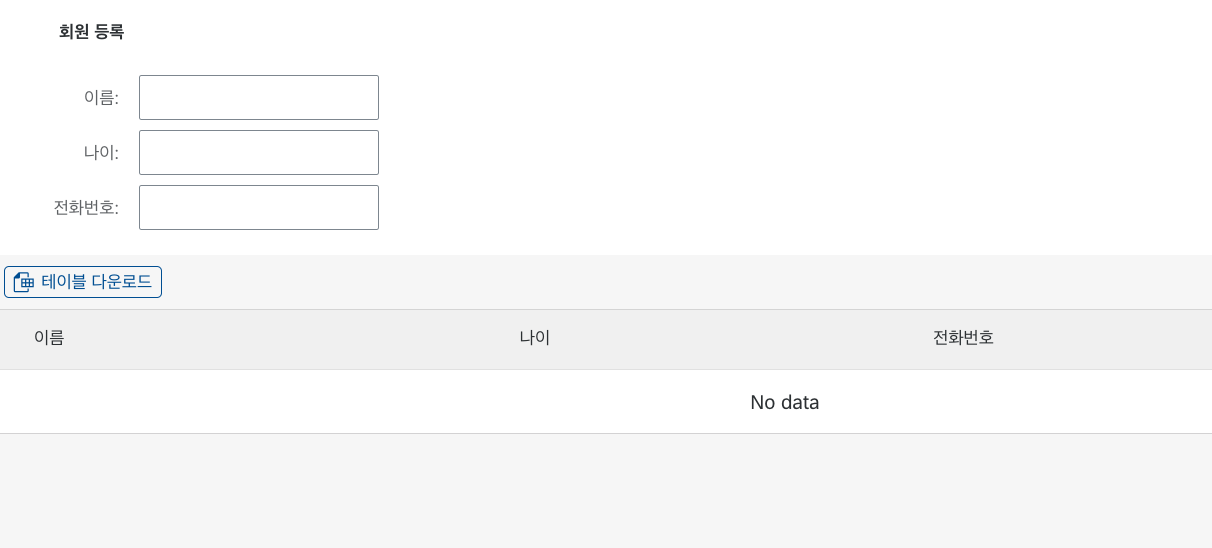 회원 등록
이름:
나이:
전화번호:
테이블 다운로드
이름 나이 전화번호
No data